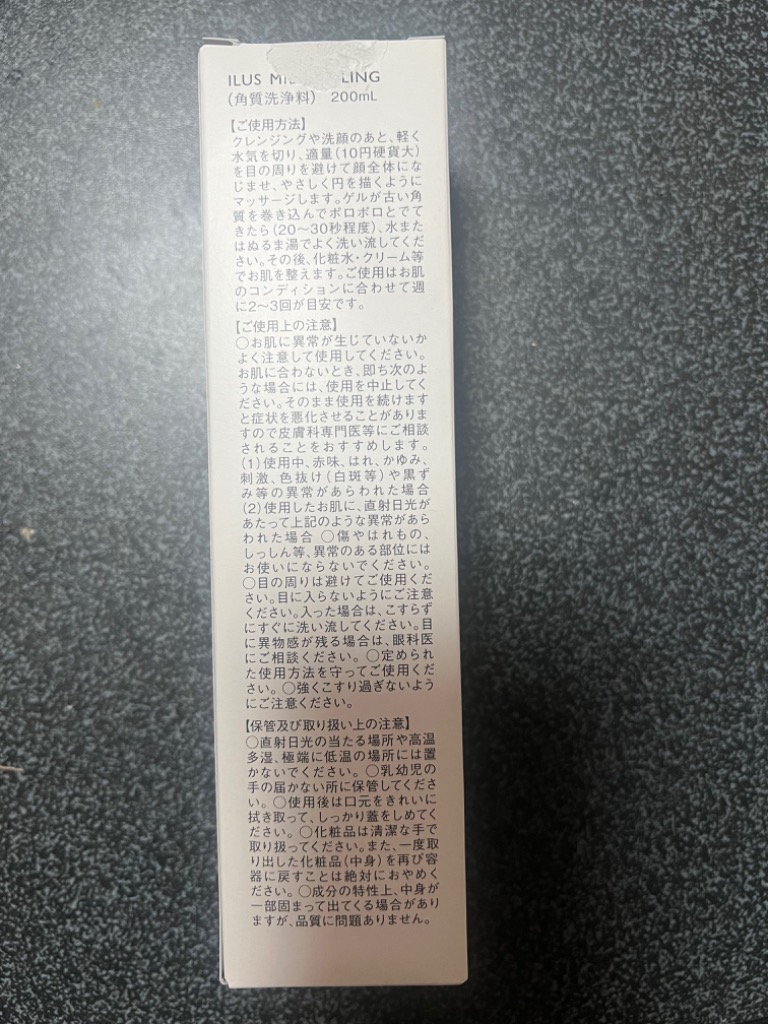 ILUS MI LING
(角質洗浄料) 200mL
【ご使用方法】
クレンジングや洗顔のあと、軽く
水気を切り、適量(10円硬貨大)
を目の周りを避けて顔全体にな
じませ、やさしく円を描くように
マッサージします。ゲルが古い角
質を巻き込んでポロポロとでて
きたら(20〜30秒程度)、水また
はぬるま湯でよく洗い流してくだ
さい。その後、化粧水・クリーム等
でお肌を整えます。ご使用はお肌
のコンディションに合わせて週
に2〜3回が目安です。
【ご使用上の注意】
○お肌に異常が生じていないか
よく注意して使用してください。
お肌に合わないとき、即ち次のよ
うな場合には、使用を中止してく
ださい。そのまま使用を続けます
と症状を悪化させることがありま
すので皮膚科専門医等にご相談
されることをおすすめします。
(1)使用中、赤味、はれ、かゆみ、
刺激、色抜け(白斑等)や黒ず
み等の異常があらわれた場合
(2)使用したお肌に、直射日光が
あたって上記のような異常があら
われた場合 ○傷やはれもの、
しっしん等、異常のある部位には
お使いにならないでください。
○目の周りは避けてご使用くだ
さい。目に入らないようにご注意
ください。入った場合は、こすらず
にすぐに洗い流してください。目
に異物感が残る場合は、眼科医
にご相談ください。○定められ
た使用方法を守ってご使用くだ
さい。○強くこすり過ぎないよう
にご注意ください。
【保管及び取り扱い上の注意】
○直射日光の当たる場所や高温
多湿、極端に低温の場所には置
かないでください。○乳幼児の
手の届かない所に保管してくださ
い。○使用後は口元をきれいに
拭き取って、しっかり蓋をしめてく
ださい。○化粧品は清潔な手で
取り扱ってください。また、一度取
り出した化粧品(中身)を再び容
器に戻すことは絶対におやめく
ださい。○成分の特性上、中身が
一部固まって出てくる場合があり
ますが、品質に問題ありません。